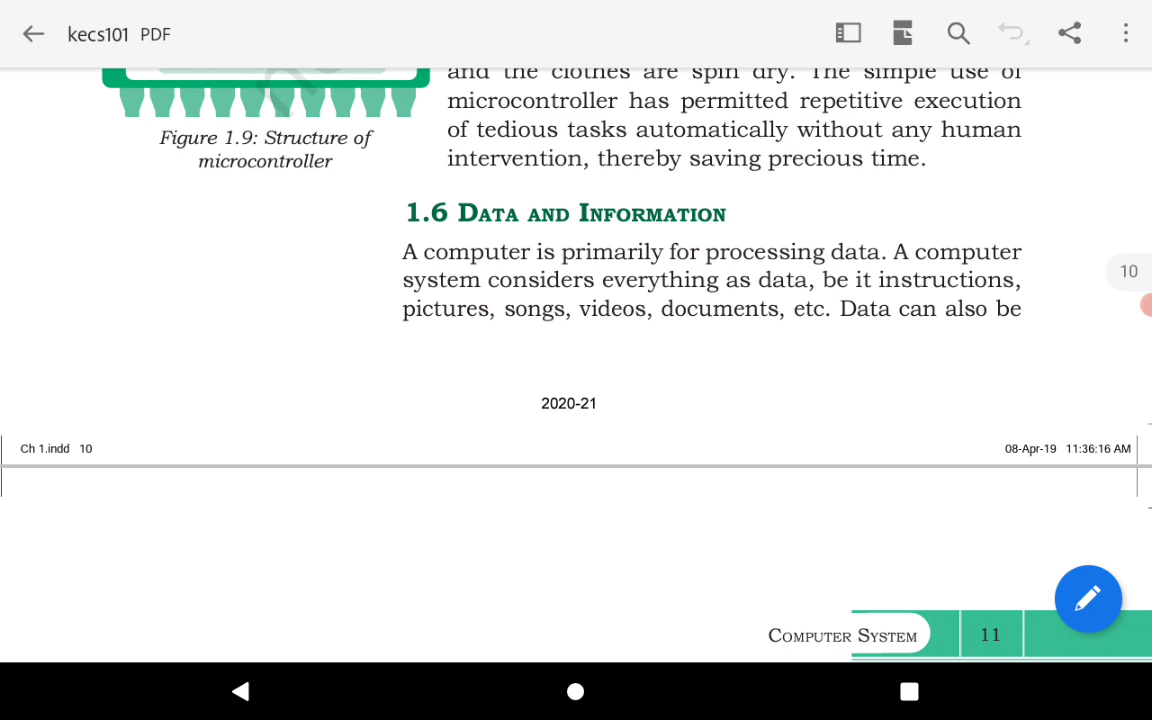 kecs101 PDF
and the clothes are spin dry. The simple use of
microcontroller has permitted repetitive execution
of tedious tasks automatically without any human
intervention, thereby saving precious time.
Figure 1.9: Structure of
microcontroller
1.6 Data and Information
A computer is primarily for processing data. A computer
system considers everything as data, be it instructions,
pictures, songs, videos, documents, etc. Data can also be
10
2020-21
Ch 1.indd 10
08-Apr-19 11:36:16 AM
Computer System 11